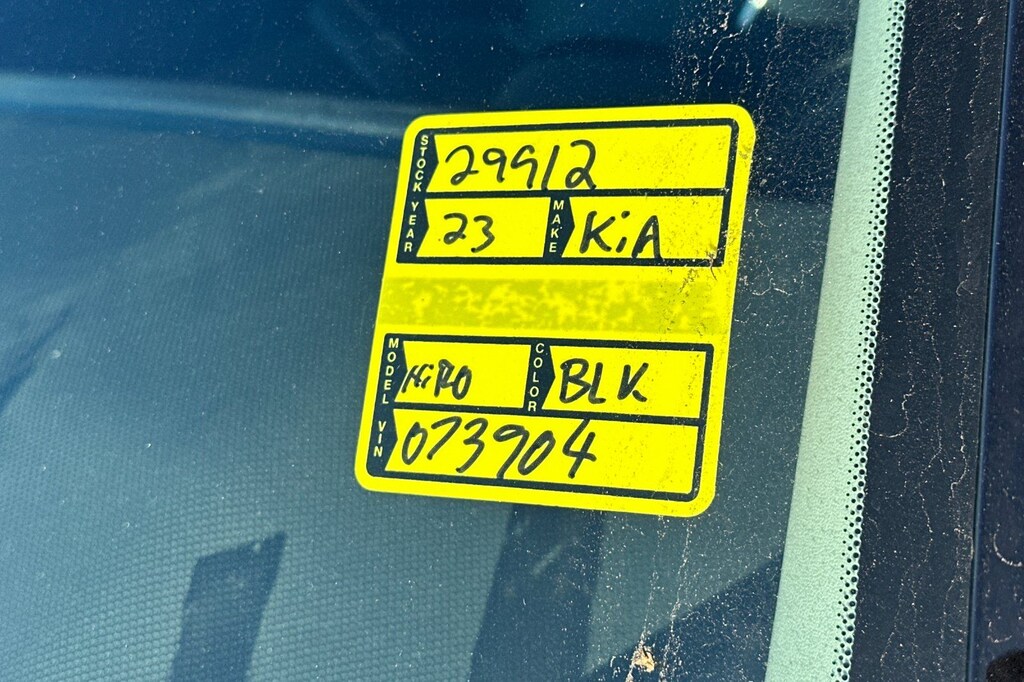 STOCK 29912
YEAR 23 MAKE KiA
MODEL NiRO COLOR BLK
VIN 073904